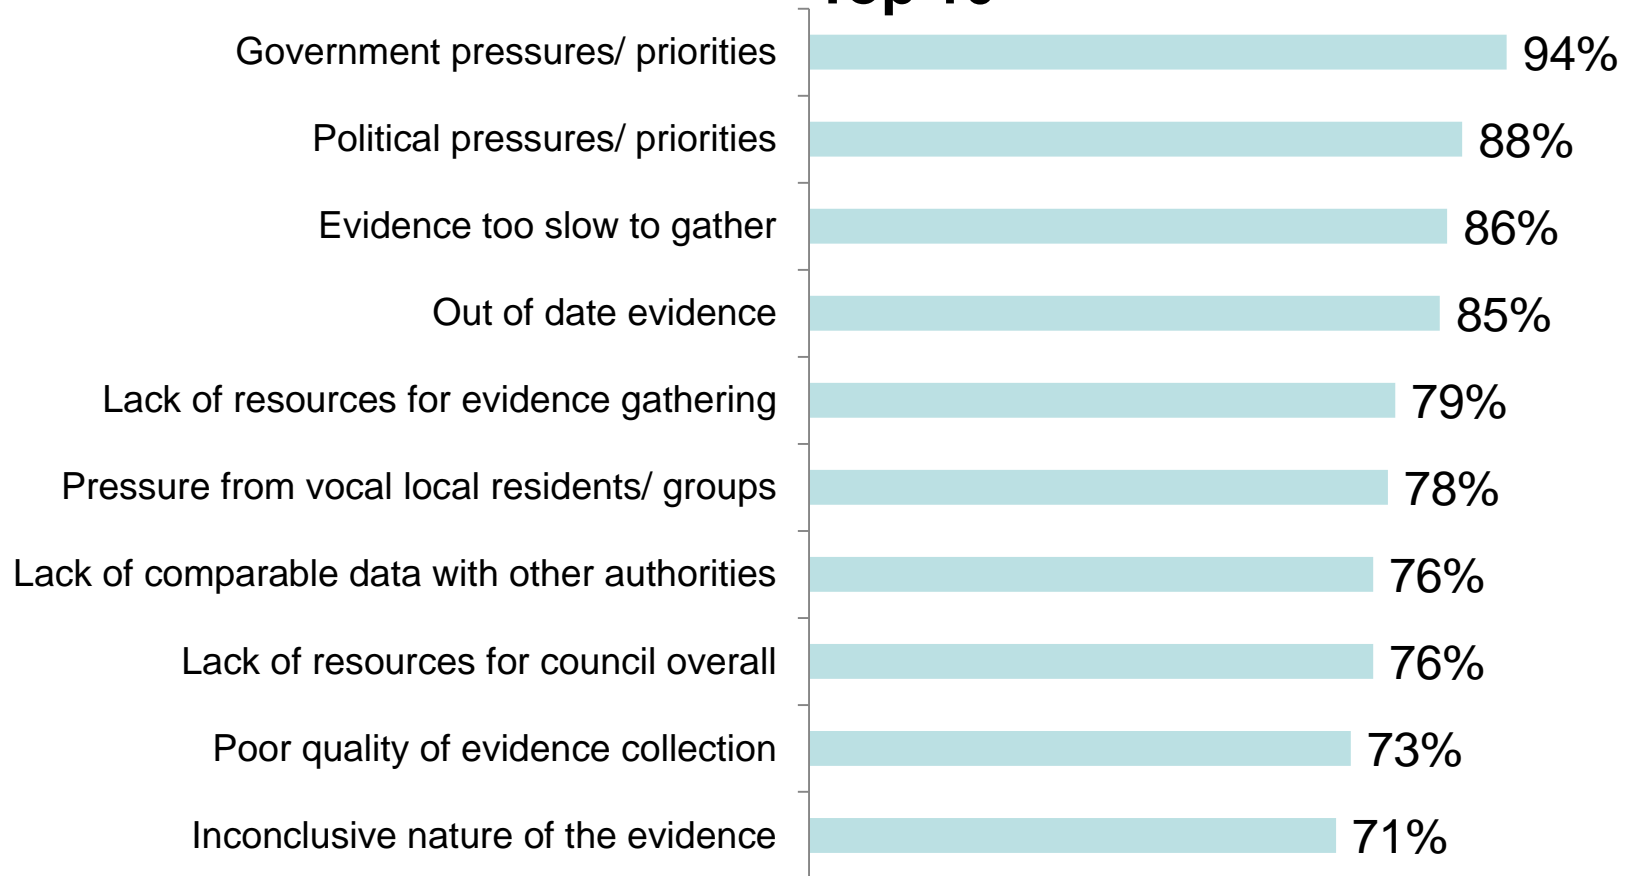 Top 10
Government pressures/ priorities 94%
Political pressures/ priorities 88%
Evidence too slow to gather 86%
Out of date evidence 85%
Lack of resources for evidence gathering 79%
Pressure from vocal local residents/ groups 78%
Lack of comparable data with other authorities 76%
Lack of resources for council overall 76%
Poor quality of evidence collection 73%
Inconclusive nature of the evidence 71%